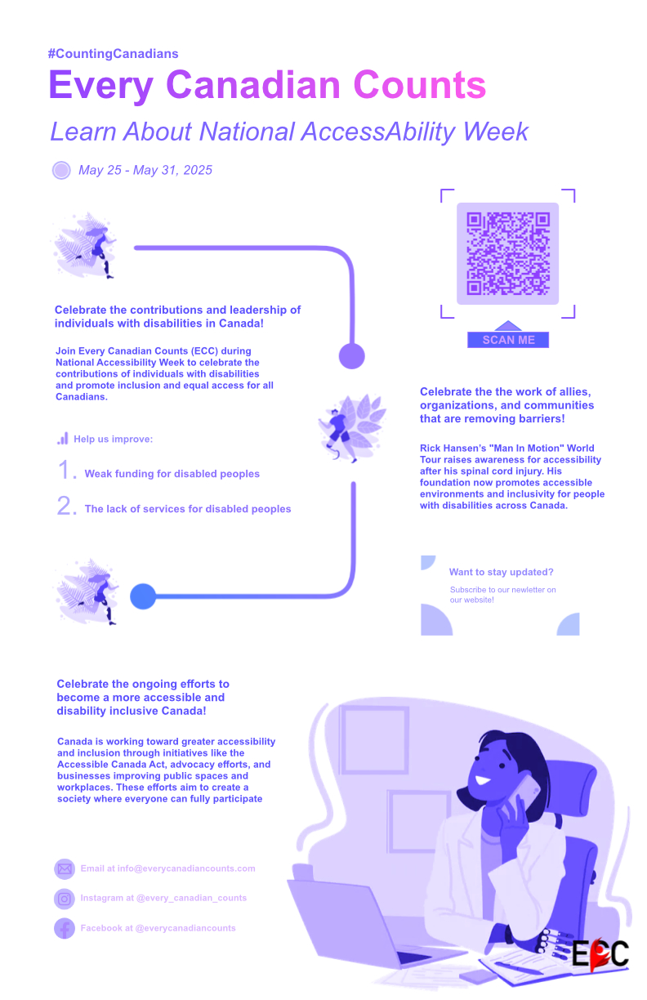 #CountingCanadians
Every Canadian Counts
Learn About National AccessAbility Week
May 25 - May 31, 2025
SCAN ME
Celebrate the contributions and leadership of
individuals with disabilities in Canada!
Join Every Canadian Counts (ECC) during
National Accessibility Week to celebrate the
contributions of individuals with disabilities
and promote inclusion and equal access for all
Canadians.
Help us improve:
1. Weak funding for disabled peoples
2. The lack of services for disabled peoples
Celebrate the the work of allies,
organizations, and communities
that are removing barriers!
Rick Hansen's "Man In Motion" World
Tour raises awareness for accessibility
after his spinal cord injury. His
foundation now promotes accessible
environments and inclusivity for people
with disabilities across Canada.
Want to stay updated?
Subscribe to our newletter on
our website!
Celebrate the ongoing efforts to
become a more accessible and
disability inclusive Canada!
Canada is working toward greater accessibility
and inclusion through initiatives like the
Accessible Canada Act, advocacy efforts, and
businesses improving public spaces and
workplaces. These efforts aim to create a
society where everyone can fully participate
Email at info@everycanadiancounts.com
Instagram at @every_canadian_counts
Facebook at @everycanadiancounts
ECC